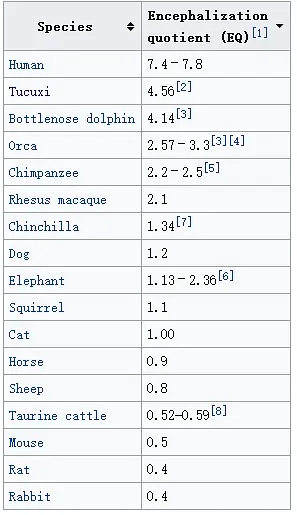 Species
Encephalization
quotient (EQ)[1]
Human 7.4–7.8
Tucuxi 4.56[2]
Bottlenose dolphin 4.14[3]
Orca 2.57–3.3[3][4]
Chimpanzee 2.2–2.5[5]
Rhesus macaque 2.1
Chinchilla 1.34[7]
Dog 1.2
Elephant 1.13–2.36[6]
Squirrel 1.1
Cat 1.00
Horse 0.9
Sheep 0.8
Taurine cattle 0.52–0.59[8]
Mouse 0.5
Rat 0.4
Rabbit 0.4